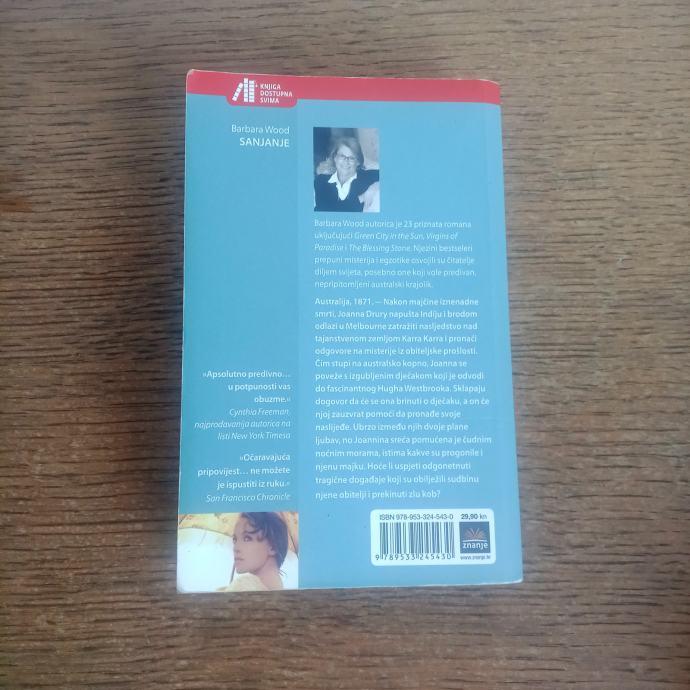 KNJIGA
DOSTUPNA
SVIMA
Barbara Wood
SANJANJE
Barbara Wood autorica je 23 priznata romana
uključujući Green City in the Sun, Virgins of
Paradise i The Blessing Stone. Njezini bestseleri
prepuni misterija i egzotike osvojili su čitatelje
diljem svijeta, posebno one koji vole predivan,
nepripitomljeni australski krajolik.
Australija, 1871. — Nakon majčine iznenadne
smrti, Joanna Drury napušta Indiju i brodom
odlazi u Melbourne zatražiti nasljedstvo nad
tajanstvenom zemljom Karra Karra i pronaći
odgovore na misterije iz obiteljske prošlosti.
Čim stupi na australsko kopno, Joanna se
poveže s izgubljenim dječakom koji je odvodi
do fascinantnog Hugha Westbrooka. Sklapaju
dogovor da će se ona brinuti o dječaku, a on će
njoj zauzvrat pomoći da pronađe svoje
naslijeđe. Ubrzo između njih dvoje plane
ljubav, no Joannina sreća pomućena je čudnim
noćnim morama, istima kakve su progonile i
njenu majku. Hoće li uspjeti odgonetnuti
tragične događaje koji su obilježili sudbinu
njene obitelji i prekinuti zlu kob?
»Apsolutno predivno...
u potpunosti vas
obuzme.«
Cynthia Freeman,
najprodavanija autorica na
listi New York Timesa
»Očaravajuća
pripovijest... ne možete
je ispustiti iz ruku.«
San Francisco Chronicle
ISBN 978-953-324-543-0
29,90 kn
9 789533 245430
znanje
www.znanje.hr